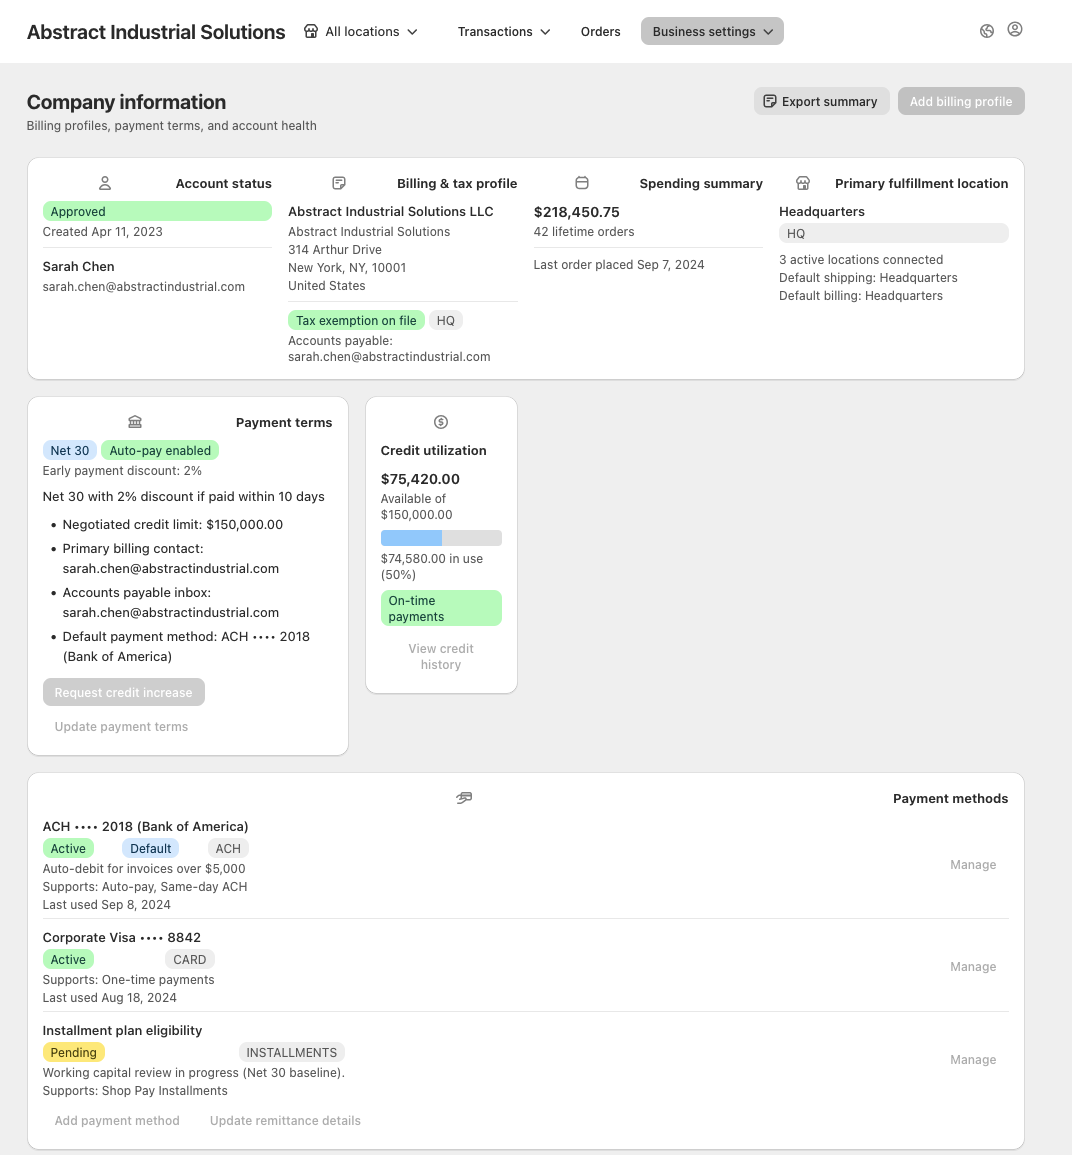 Abstract Industrial Solutions
All locations
Transactions
Orders
Business settings
Company information
Billing profiles, payment terms, and account health
Export summary
Add billing profile
Account status
Approved
Created Apr 11, 2023
Sarah Chen
sarah.chen@abstractindustrial.com
Billing & tax profile
Abstract Industrial Solutions LLC
Abstract Industrial Solutions
314 Arthur Drive
New York, NY, 10001
United States
Tax exemption on file
HQ
Accounts payable:
sarah.chen@abstractindustrial.com
Spending summary
$218,450.75
42 lifetime orders
Last order placed Sep 7, 2024
Primary fulfillment location
Headquarters
HQ
3 active locations connected
Default shipping: Headquarters
Default billing: Headquarters
Payment terms
Net 30
Auto-pay enabled
Early payment discount: 2%
Net 30 with 2% discount if paid within 10 days
• Negotiated credit limit: $150,000.00
• Primary billing contact:
sarah.chen@abstractindustrial.com
• Accounts payable inbox:
sarah.chen@abstractindustrial.com
• Default payment method: ACH •••• 2018
(Bank of America)
Request credit increase
Update payment terms
Credit utilization
$75,420.00
Available of
$150,000.00
$74,580.00 in use
(50%)
On-time
payments
View credit
history
Payment methods
ACH •••• 2018 (Bank of America)
Active
Default
ACH
Auto-debit for invoices over $5,000
Supports: Auto-pay, Same-day ACH
Last used Sep 8, 2024
Manage
Corporate Visa •••• 8842
Active
CARD
Supports: One-time payments
Last used Aug 18, 2024
Manage
Installment plan eligibility
Pending
INSTALLMENTS
Working capital review in progress (Net 30 baseline).
Supports: Shop Pay Installments
Manage
Add payment method
Update remittance details